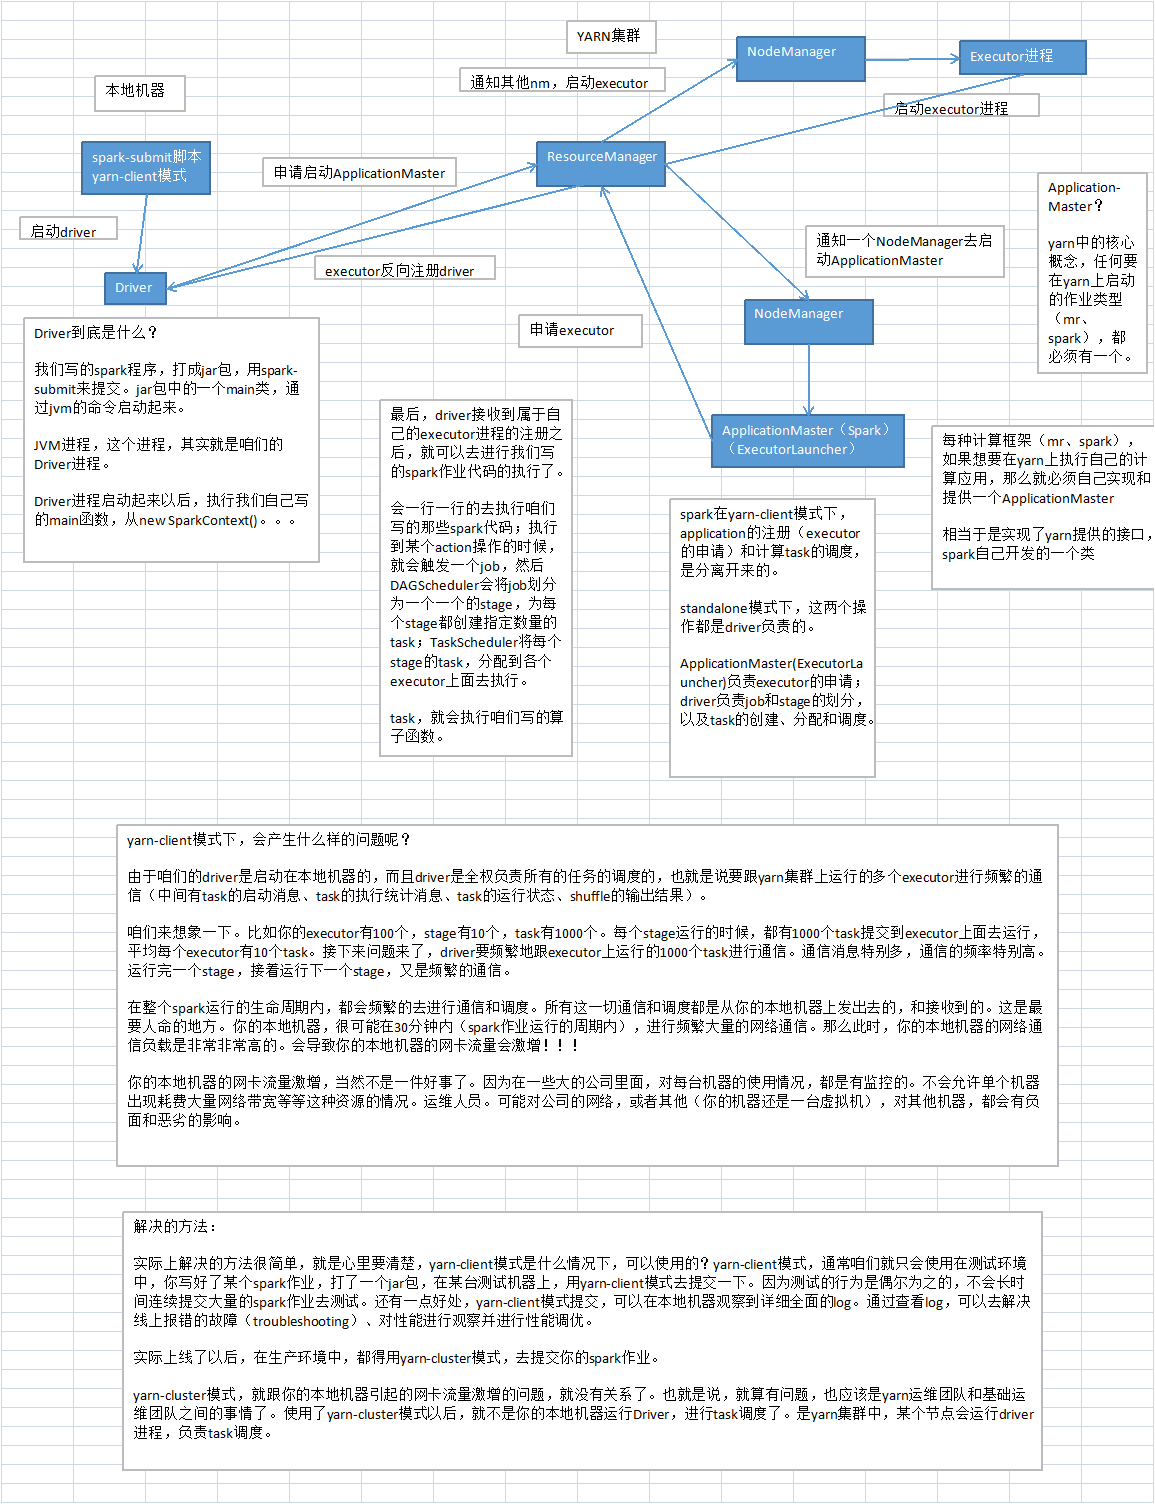 YARN集群
NodeManager
Executor进程
本地机器
通知其他nm，启动executor
启动executor进程
spark-submit脚本
yarn-client模式
申请启动ApplicationMaster
ResourceManager
Application-
Master？
yarn中的核心
概念，任何要
在yarn上启动
的作业类型
（mr、
spark），都
必须有一个。
启动driver
executor反向注册driver
通知一个NodeManager去启
动ApplicationMaster
Driver
申请executor
NodeManager
Driver到底是什么？
我们写的spark程序，打成jar包，用spark-
submit来提交。jar包中的一个main类，通
过jvm的命令启动起来。
JVM进程，这个进程，其实就是咱们的
Driver进程。
Driver进程启动起来以后，执行我们自己写
的main函数，从new SparkContext()。。。
最后，driver接收到属于自
己的executor进程的注册之
后，就可以去进行我们写
的spark作业代码的执行了。
会一行一行的去执行咱们
写的那些spark代码；执行
到某个action操作的时候，
就会触发一个job，然后
DAGScheduler会将job划分
为一个一个的stage，为每
个stage都创建指定数量的
task；TaskScheduler将每个
stage的task，分配到各个
executor上面去执行。
task，就会执行咱们写的算
子函数。
ApplicationMaster（Spark）
（ExecutorLauncher）
每种计算框架（mr、spark），
如果想要在yarn上执行自己的计
算应用，那么就必须自己实现和
提供一个ApplicationMaster
相当于是实现了yarn提供的接口，
spark自己开发的一个类
spark在yarn-client模式下，
application的注册（executor
的申请）和计算task的调度，
是分离开来的。
standalone模式下，这两个操
作都是driver负责的。
ApplicationMaster(ExecutorLa
uncher)负责executor的申请；
driver负责job和stage的划分，
以及task的创建、分配和调度。
yarn-client模式下，会产生什么样的问题呢？
由于咱们的driver是启动在本地机器的，而且driver是全权负责所有的任务的调度的，也就是说要跟yarn集群上运行的多个executor进行频繁的通
信（中间有task的启动消息、task的执行统计消息、task的运行状态、shuffle的输出结果）。
咱们来想象一下。比如你的executor有100个，stage有10个，task有1000个。每个stage运行的时候，都有1000个task提交到executor上面去运行，
平均每个executor有10个task。接下来问题来了，driver要频繁地跟executor上运行的1000个task进行通信。通信消息特别多，通信的频率特别高。
运行完一个stage，接着运行下一个stage，又是频繁的通信。
在整个spark运行的生命周期内，都会频繁的去进行通信和调度。所有这一切通信和调度都是从你的本地机器上发出去的，和接收到的。这是最
要人命的地方。你的本地机器，很可能在30分钟内（spark作业运行的周期内），进行频繁大量的网络通信。那么此时，你的本地机器的网络通
信负载是非常非常高的。会导致你的本地机器的网卡流量会激增！！！
你的本地机器的网卡流量激增，当然不是一件好事了。因为在一些大的公司里面，对每台机器的使用情况，都是有监控的。不会允许单个机器
出现耗费大量网络带宽等等这种资源的情况。运维人员。可能对公司的网络，或者其他（你的机器还是一台虚拟机），对其他机器，都会有负
面和恶劣的影响。
解决的方法：
实际上解决的方法很简单，就是心里要清楚，yarn-client模式是什么情况下，可以使用的？yarn-client模式，通常咱们就只会使用在测试环境
中，你写好了某个spark作业，打了一个jar包，在某台测试机器上，用yarn-client模式去提交一下。因为测试的行为是偶尔为之的，不会长时
间连续提交大量的spark作业去测试。还有一点好处，yarn-client模式提交，可以在本地机器观察到详细全面的log。通过查看log，可以去解决
线上报错的故障（troubleshooting）、对性能进行观察并进行性能调优。
实际上线了以后，在生产环境中，都得用yarn-cluster模式，去提交你的spark作业。
yarn-cluster模式，就跟你的本地机器引起的网卡流量激增的问题，就没有关系了。也就是说，就算有问题，也应该是yarn运维团队和基础运
维团队之间的事情了。使用了yarn-cluster模式以后，就不是你的本地机器运行Driver，进行task调度了。是yarn集群中，某个节点会运行driver
进程，负责task调度。